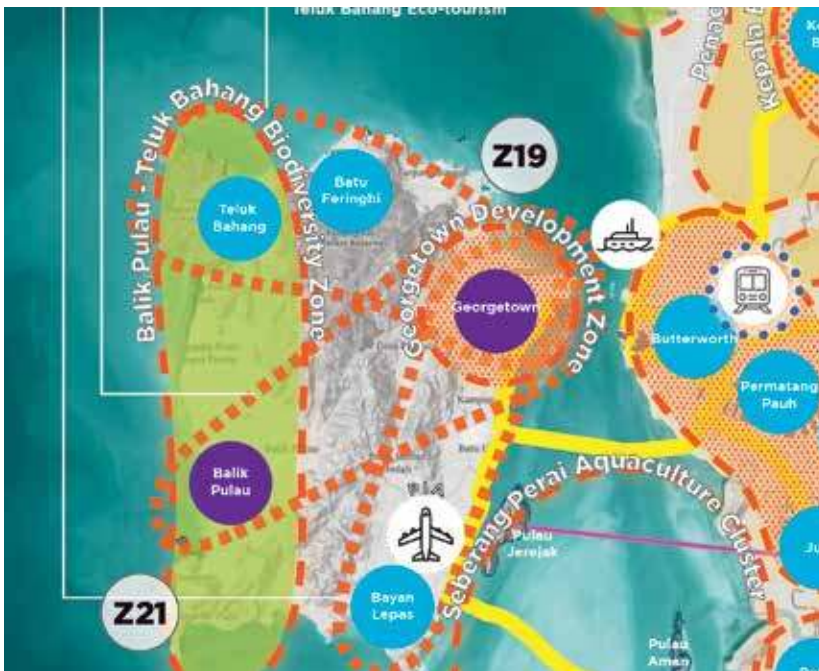 Teluk Bahang Eco-tourism
Balik Pulau - Teluk Bahang Biodiversity Zone
Z19
Batu
Feringhi
Teluk
Bahang
Georgetown Development Zone
Georgetown
Butterworth
Permatang
Pauh
Balik
Pulau
PIA
Seberang Perai Aquaculture Cluster
Pulau
Jerejak
Bayan
Lepas
Z21
Pulau
Aman